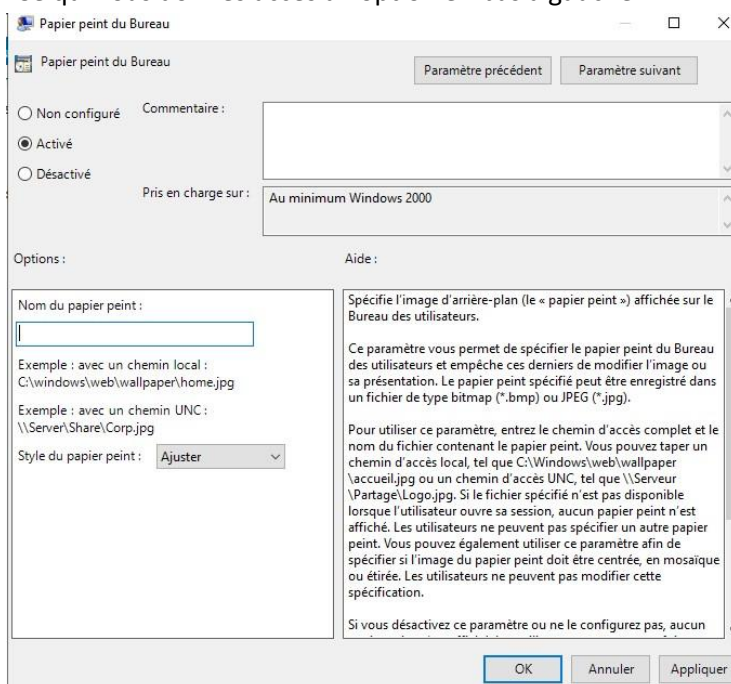 Papier peint du Bureau
Papier peint du Bureau
Paramètre précédent
Paramètre suivant
Non configuré
Commentaire :
Activé
Désactivé
Pris en charge sur :
Au minimum Windows 2000
Options :
Aide :
Nom du papier peint :
Exemple : avec un chemin local :
C:\windows\web\wallpaper\home.jpg
Exemple : avec un chemin UNC :
\\Server\Share\Corp.jpg
Style du papier peint :
Ajuster
Spécifie l'image d'arrière-plan (le « papier peint ») affichée sur le
Bureau des utilisateurs.
Ce paramètre vous permet de spécifier le papier peint du Bureau
des utilisateurs et empêche ces derniers de modifier l'image ou
sa présentation. Le papier peint spécifié peut être enregistré dans
un fichier de type bitmap (*.bmp) ou JPEG (*.jpg).
Pour utiliser ce paramètre, entrez le chemin d'accès complet et le
nom du fichier contenant le papier peint. Vous pouvez taper un
chemin d'accès local, tel que C:\Windows\web\wallpaper
\accueil.jpg ou un chemin d'accès UNC, tel que \\Serveur
\Partage\Logo.jpg. Si le fichier spécifié n'est pas disponible
lorsque l'utilisateur ouvre sa session, aucun papier peint n'est
affiché. Les utilisateurs ne peuvent pas spécifier un autre papier
peint. Vous pouvez également utiliser ce paramètre afin de
spécifier si l'image du papier peint doit être centrée, en mosaïque
ou étirée. Les utilisateurs ne peuvent pas modifier cette
spécification.
Si vous désactivez ce paramètre ou ne le configurez pas, aucun
OK
Annuler
Appliquer